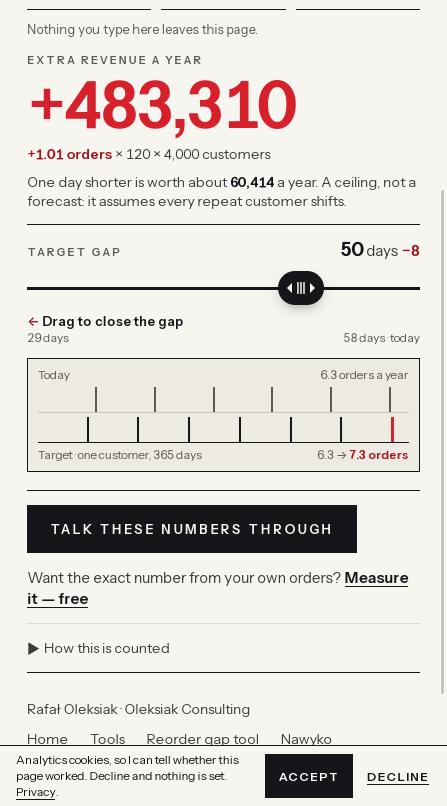 Nothing you type here leaves this page.
EXTRA REVENUE A YEAR
+483,310
+1.01 orders × 120 × 4,000 customers
One day shorter is worth about 60,414 a year. A ceiling, not a
forecast: it assumes every repeat customer shifts.
TARGET GAP 50 days −8
← Drag to close the gap
29 days 58 days · today
Today 6.3 orders a year
Target · one customer, 365 days 6.3 → 7.3 orders
TALK THESE NUMBERS THROUGH
Want the exact number from your own orders? Measure
it — free
▶ How this is counted
Rafał Oleksiak · Oleksiak Consulting
Home Tools Reorder gap tool Nawyko
Analytics cookies, so I can tell whether this
page worked. Decline and nothing is set.
Privacy.
ACCEPT DECLINE